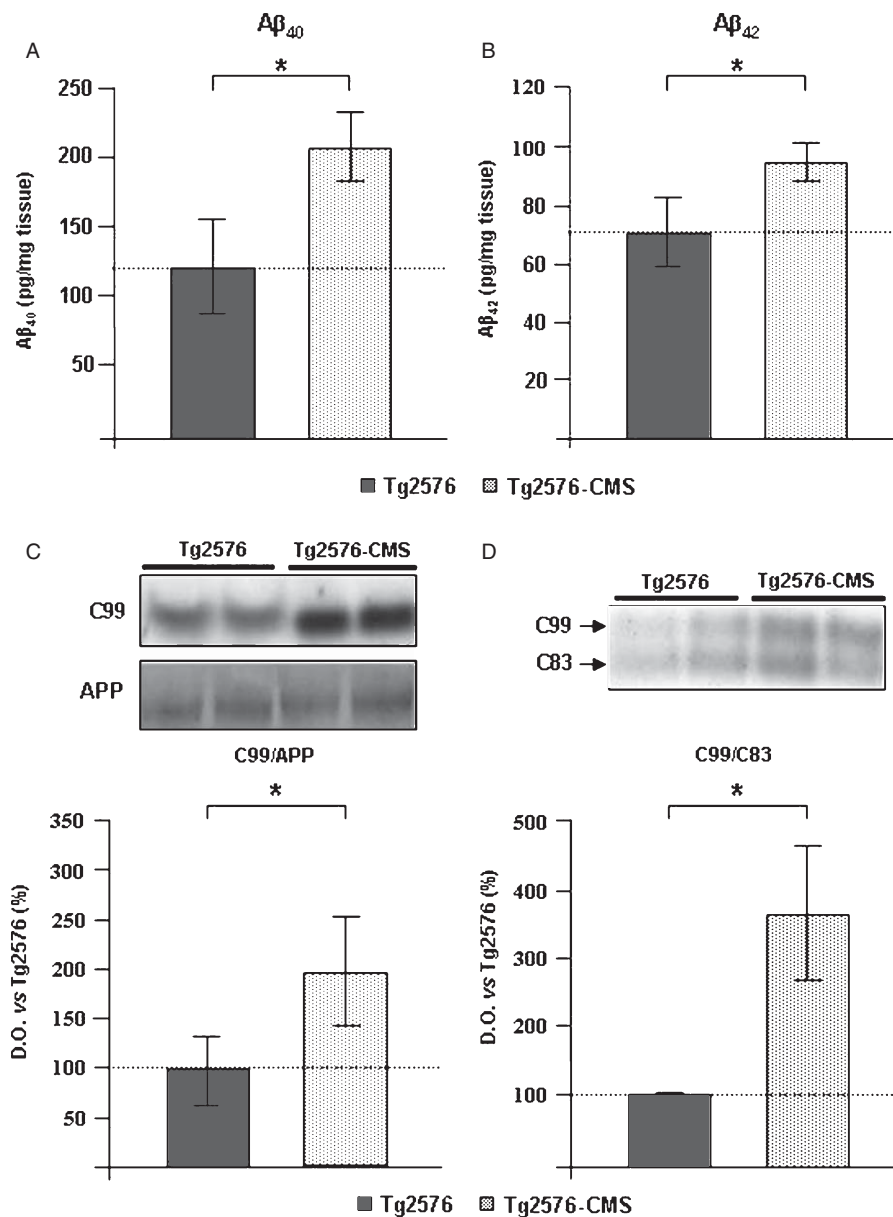 A
Aβ40
*
250
200
150
100
50
Aβ40 (pg/mg tissue)
B
Aβ42
*
120
100
80
60
40
20
Aβ42 (pg/mg tissue)
Tg2576 Tg2576-CMS
C
Tg2576 Tg2576-CMS
C99
APP
C99/APP
*
350
300
250
200
150
100
50
D.O. vs Tg2576 (%)
D
Tg2576 Tg2576-CMS
C99
C83
C99/C83
*
500
400
300
200
100
D.O. vs Tg2576 (%)
Tg2576 Tg2576-CMS